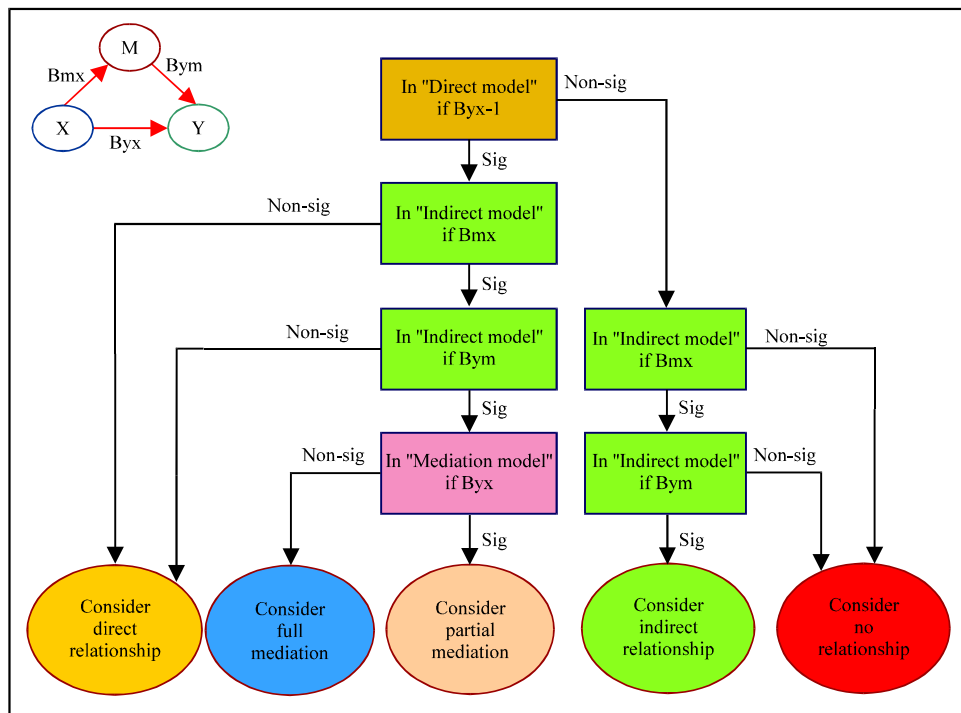 M
Bmx
Bym
X
Y
Byx
In "Direct model"
if Byx-1
Non-sig
Sig
Non-sig
In "Indirect model"
if Bmx
Sig
Non-sig
In "Indirect model"
if Bym
In "Indirect model"
if Bmx
Non-sig
Sig
Sig
Non-sig
In "Mediation model"
if Byx
In "Indirect model"
if Bym
Non-sig
Sig
Sig
Consider
direct
relationship
Consider
full
mediation
Consider
partial
mediation
Consider
indirect
relationship
Consider
no
relationship